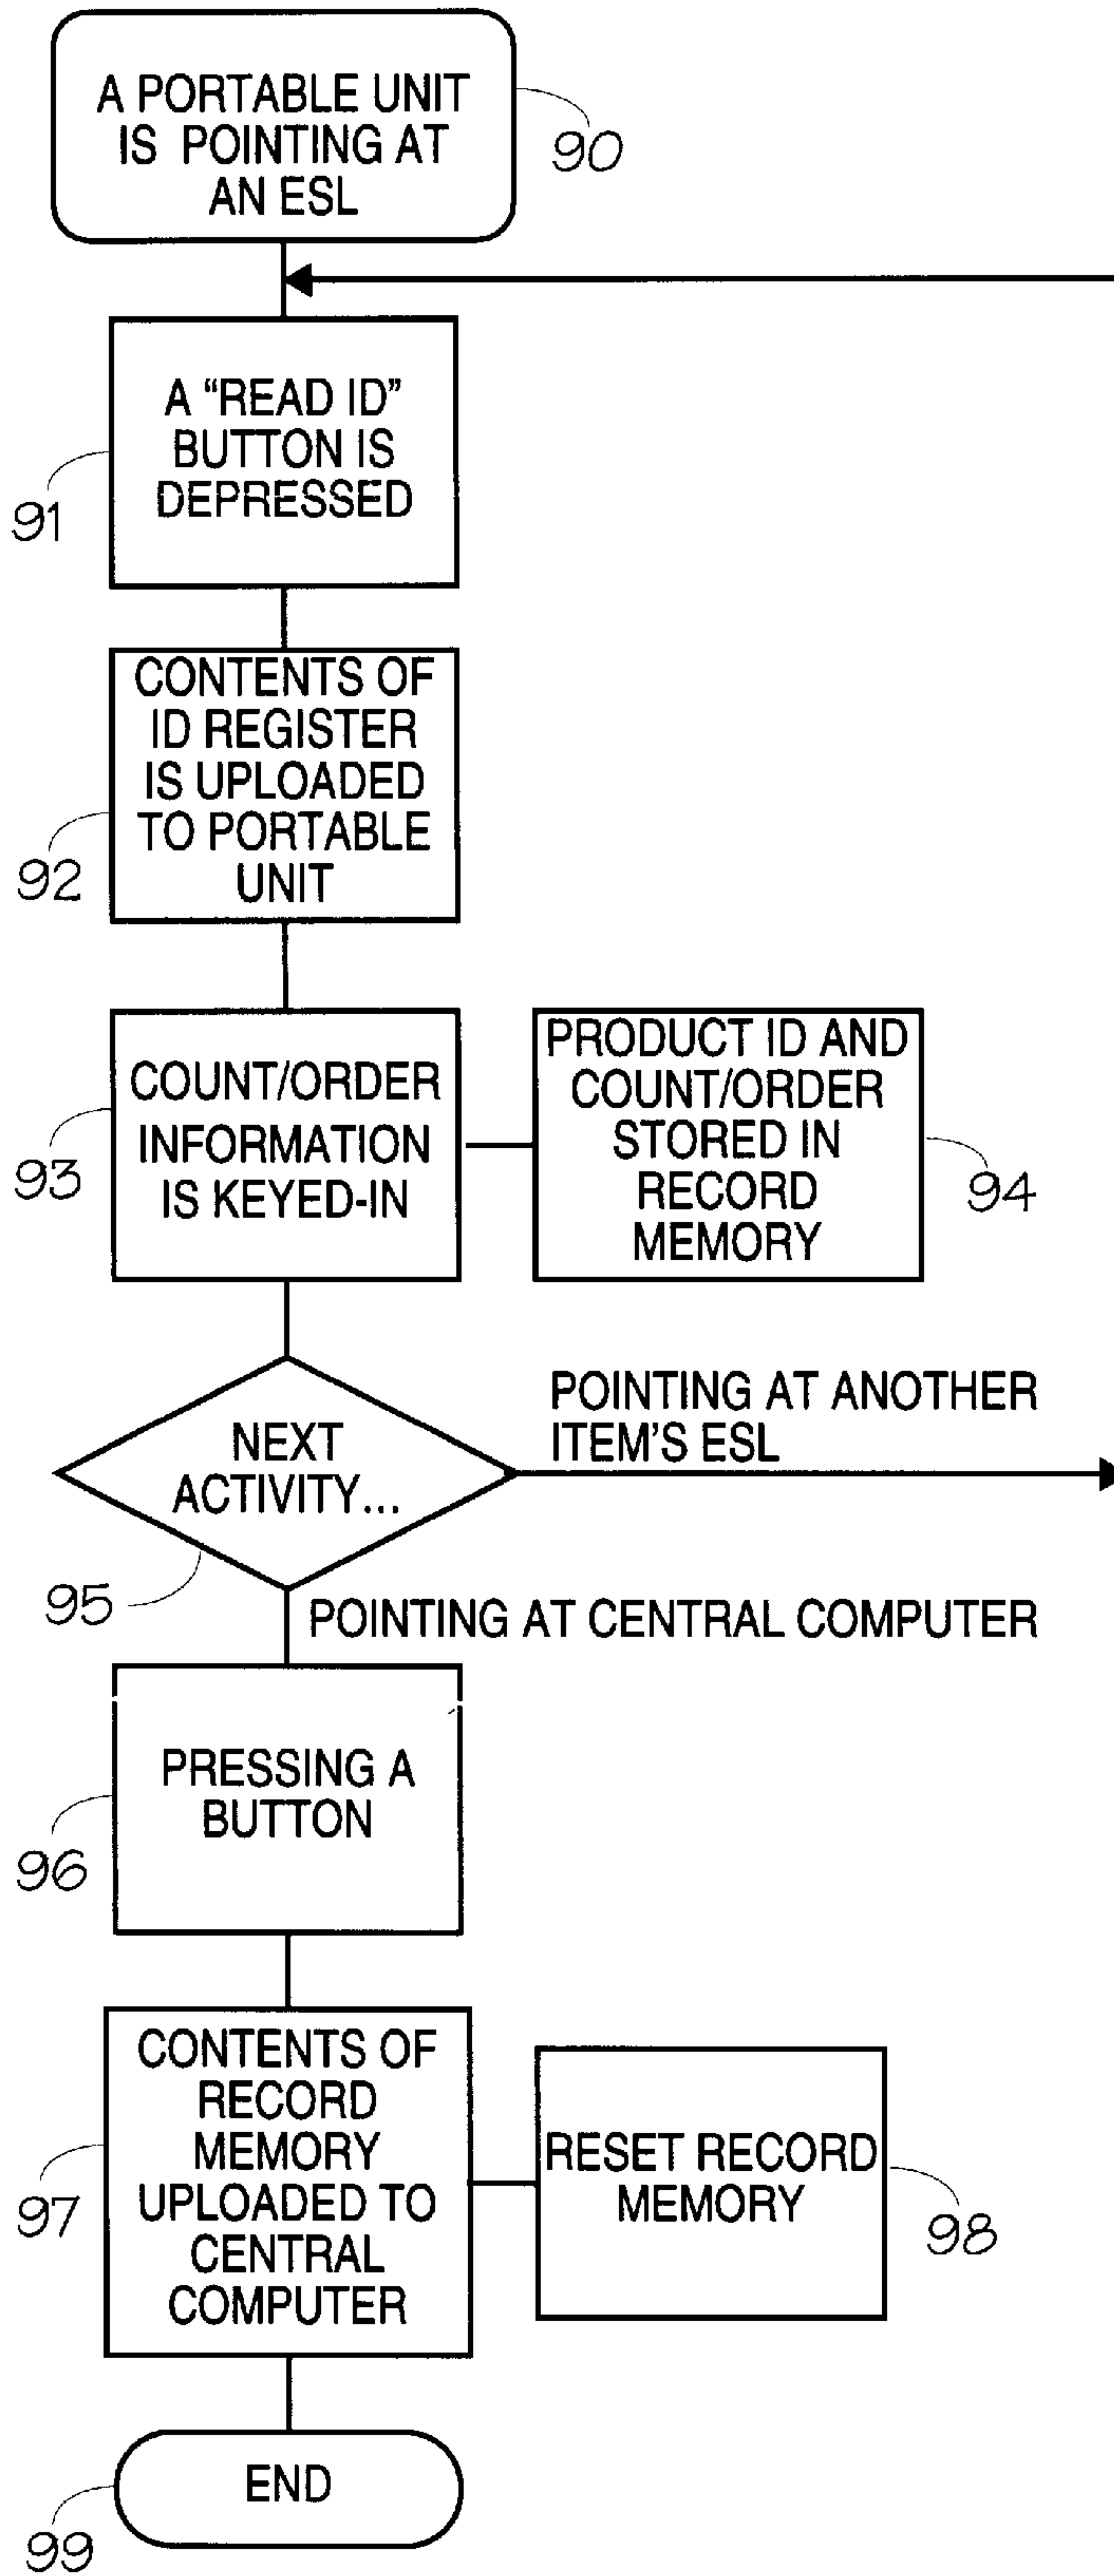 A PORTABLE UNIT
IS POINTING AT
AN ESL
90
A “READ ID”
BUTTON IS
DEPRESSED
91
CONTENTS OF
ID REGISTER
IS UPLOADED
TO PORTABLE
UNIT
92
COUNT/ORDER
INFORMATION
IS KEYED-IN
93
PRODUCT ID AND
COUNT/ORDER
STORED IN
RECORD
MEMORY
94
NEXT
ACTIVITY...
95
POINTING AT ANOTHER
ITEM'S ESL
POINTING AT CENTRAL COMPUTER
PRESSING A
BUTTON
96
CONTENTS OF
RECORD
MEMORY
UPLOADED TO
CENTRAL
COMPUTER
97
RESET RECORD
MEMORY
98
END
99